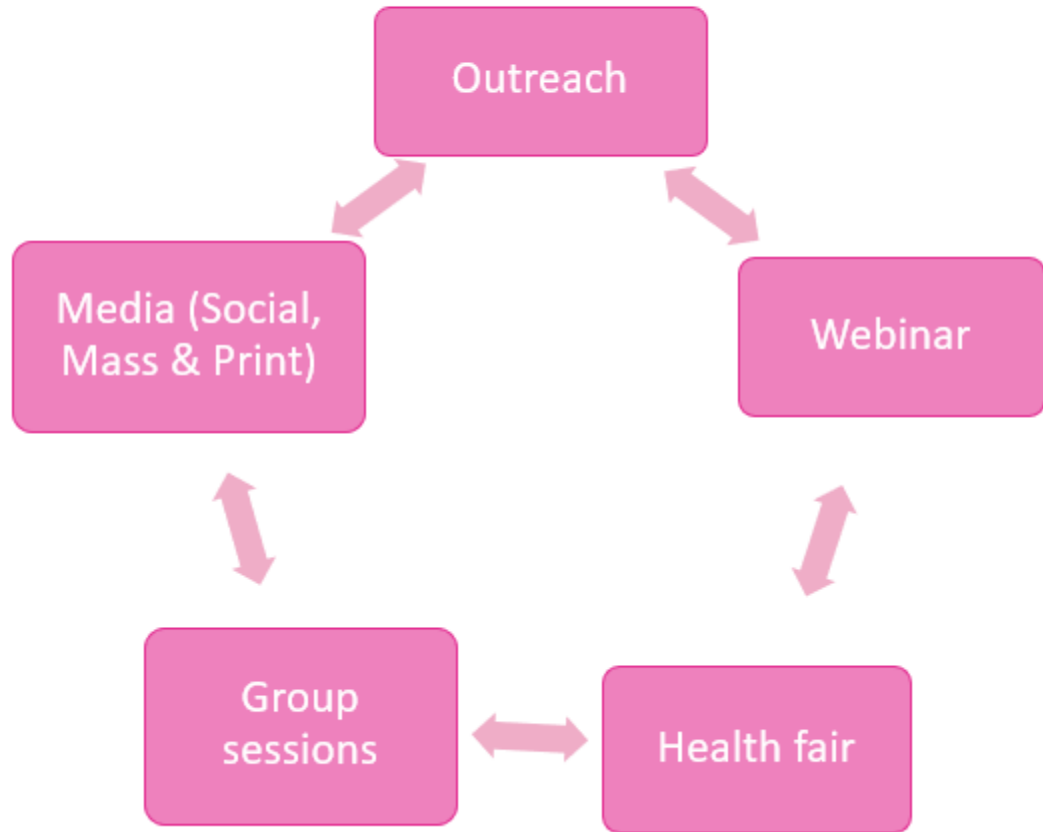 Outreach
Media (Social,
Mass & Print)
Webinar
Group
sessions
Health fair